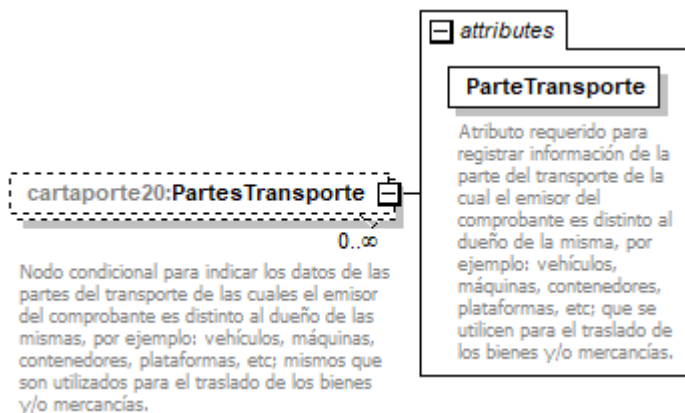 attributes
ParteTransporte
Atributo requerido para
registrar información de la
parte del transporte de la
cual el emisor del
comprobante es distinto al
dueño de la misma, por
ejemplo: vehículos,
máquinas, contenedores,
plataformas, etc; que se
utilicen para el traslado de
los bienes y/o mercancías.
cartaporte20:PartesTransporte
0..∞
Nodo condicional para indicar los datos de las
partes del transporte de las cuales el emisor
del comprobante es distinto al dueño de las
mismas, por ejemplo: vehículos, máquinas,
contenedores, plataformas, etc; mismos que
son utilizados para el traslado de los bienes
y/o mercancías.